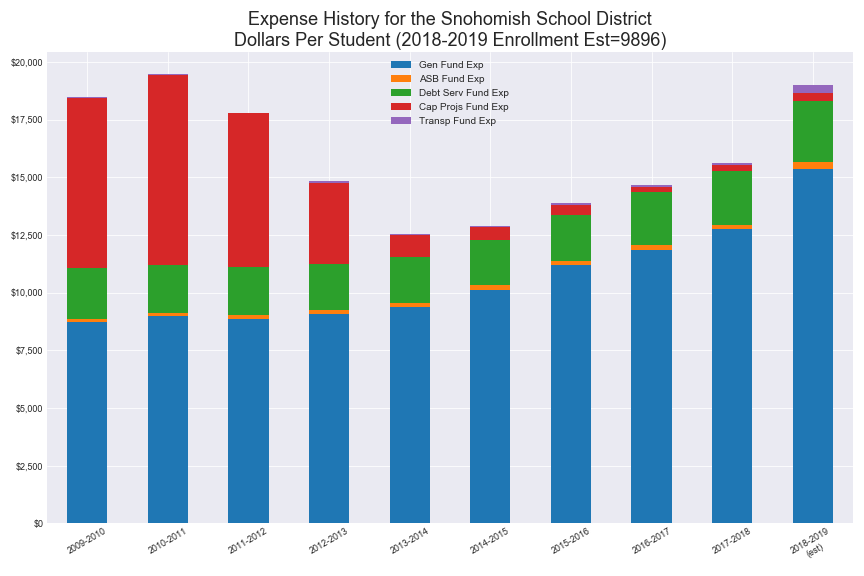 Expense History for the Snohomish School District
Dollars Per Student (2018-2019 Enrollment Est=9896)
Gen Fund Exp
ASB Fund Exp
Debt Serv Fund Exp
Cap Projs Fund Exp
Transp Fund Exp
$20,000
$17,500
$15,000
$12,500
$10,000
$7,500
$5,000
$2,500
$0
2009-2010
2010-2011
2011-2012
2012-2013
2013-2014
2014-2015
2015-2016
2016-2017
2017-2018
2018-2019
(est)